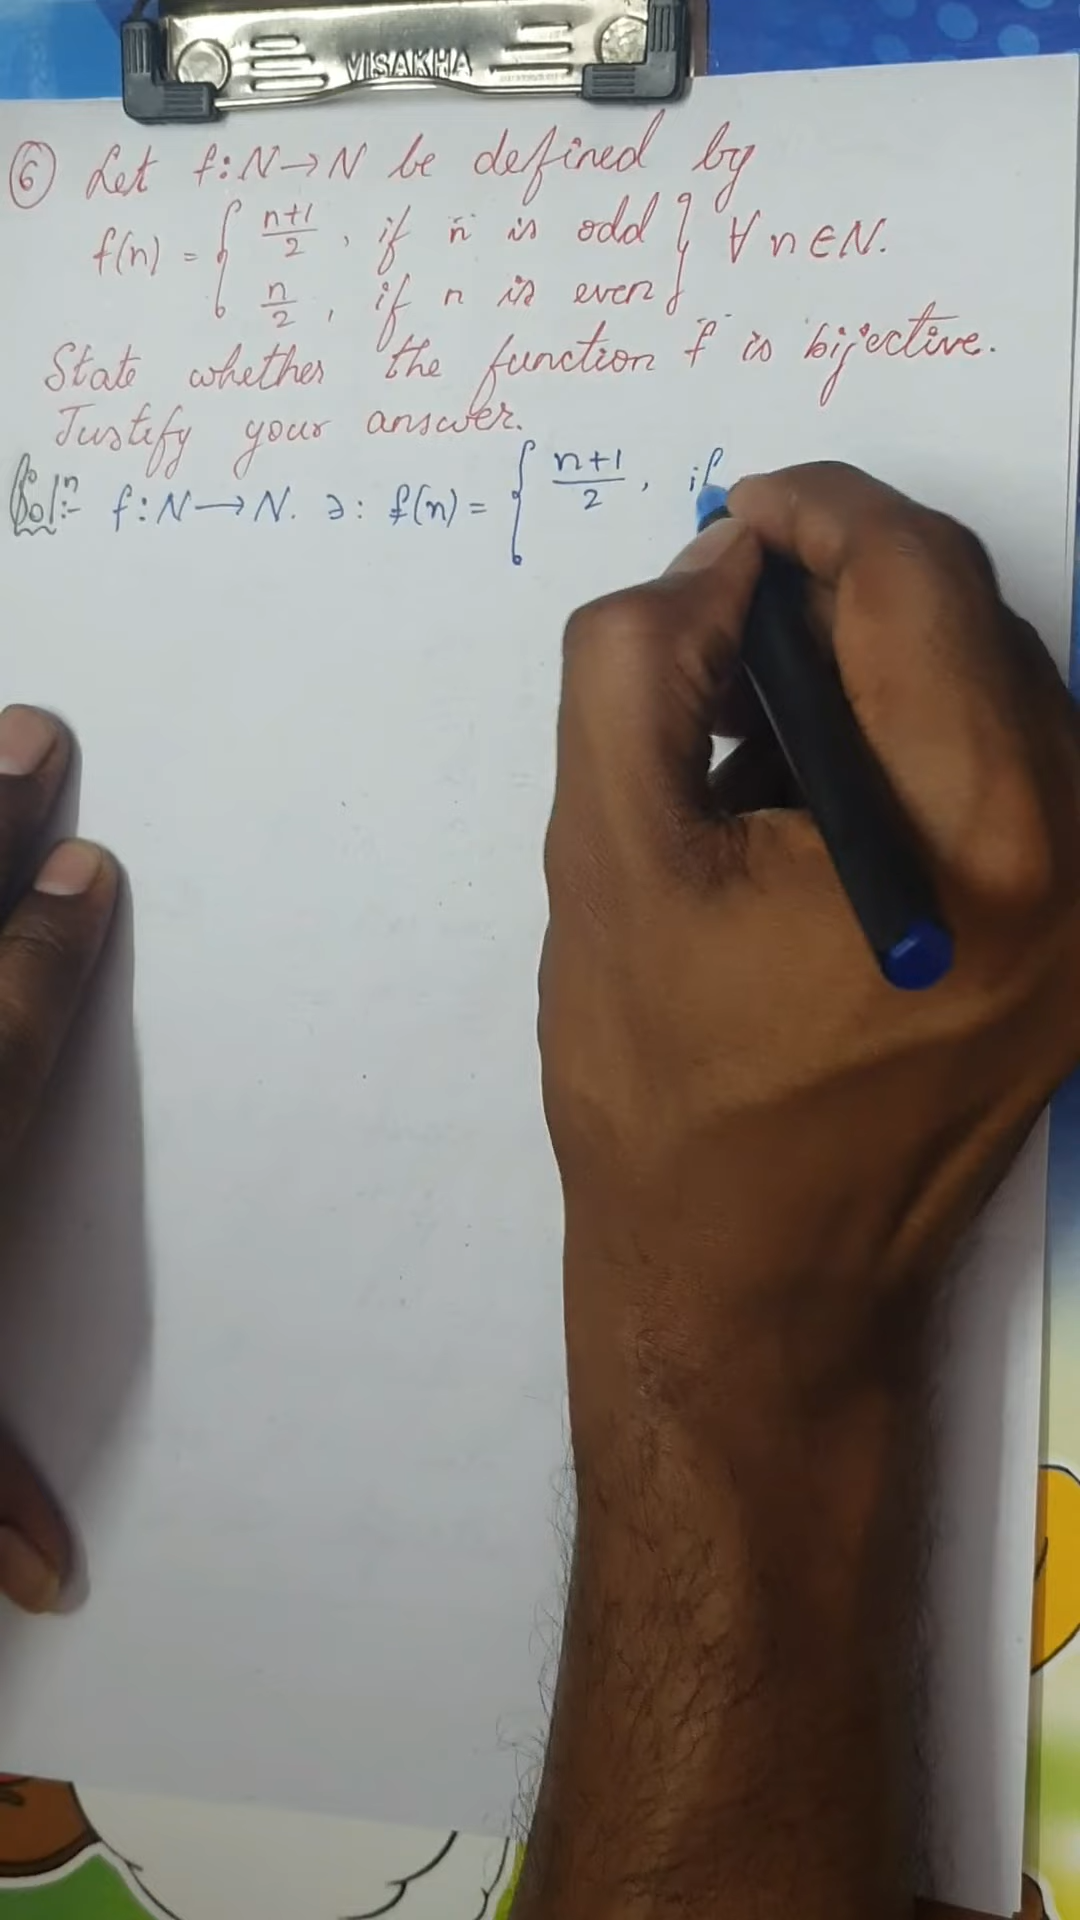 VISAKHA
⑥ Let f:N→N be defined by
f(n) = { n+1/2, if n is odd } ∀ n∈N.
n/2, if n is even
State whether the function f is bijective.
Justify your answer.
Solⁿ:- f:N→N. ∋: f(n) = { n+1/2, if